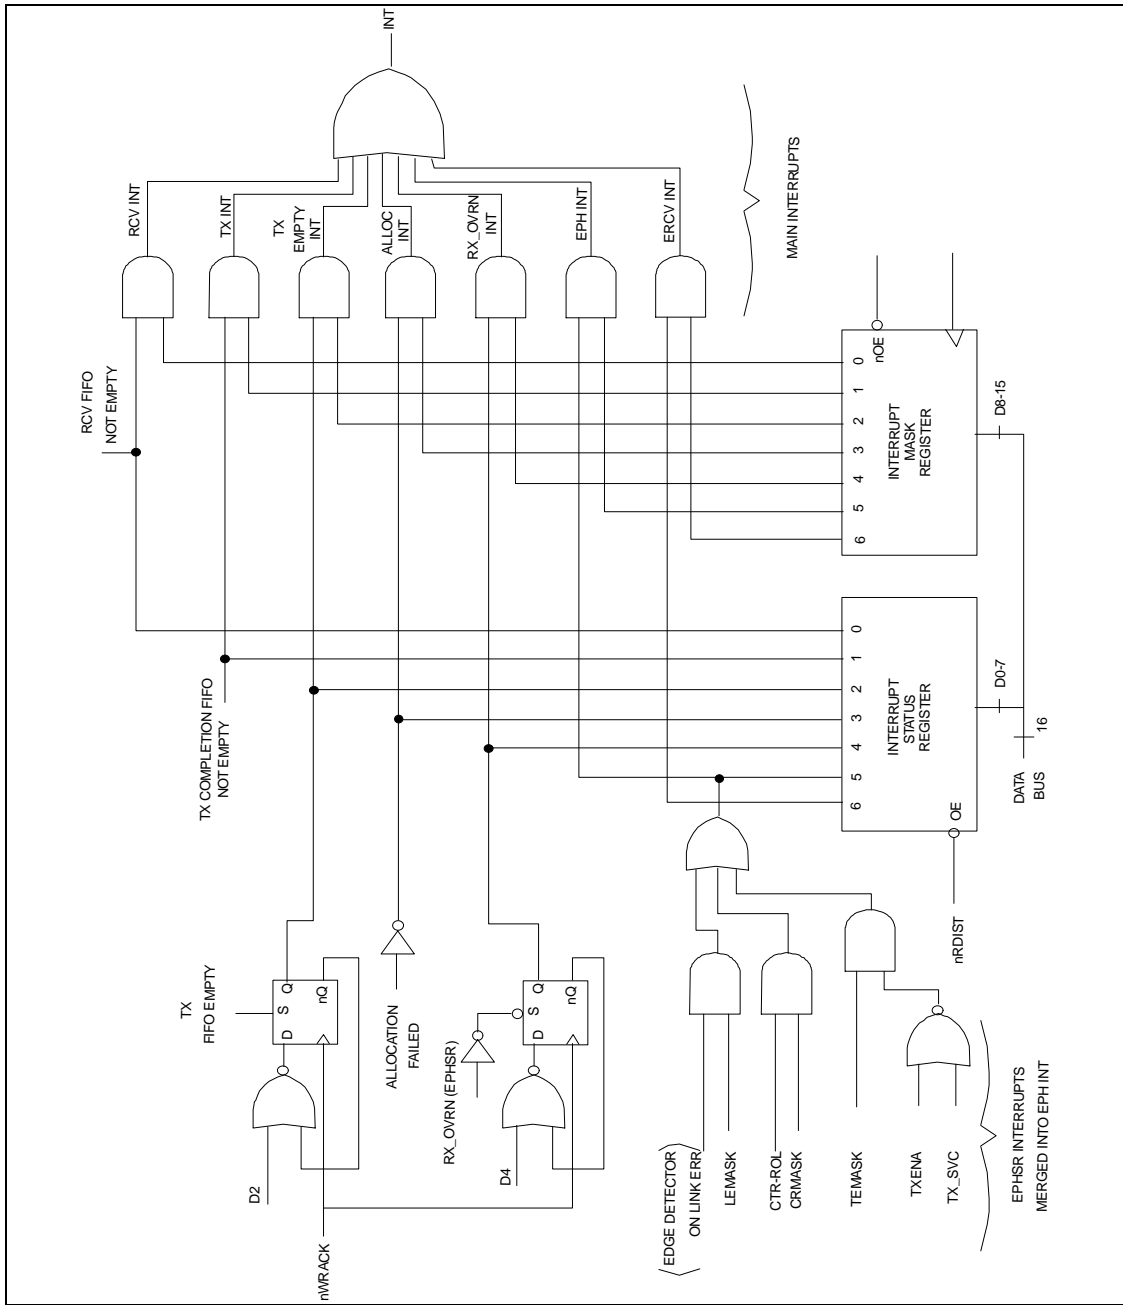 INT
RCV INT
TX INT
TX
EMPTY
INT
ALLOC
INT
RX_OVRN
INT
EPH INT
ERCV INT
MAIN INTERRUPTS
RCV FIFO
NOT EMPTY
nOE
0
1
2
3
4
5
6
INTERRUPT
MASK
REGISTER
D8-15
TX COMPLETION FIFO
NOT EMPTY
0
1
2
3
4
5
6
INTERRUPT
STATUS
REGISTER
OE
D0-7
16
DATA
BUS
nRDIST
TX
FIFO EMPTY
D
S
Q
nQ
D2
nWRACK
ALLOCATION
FAILED
RX_OVRN (EPHSR)
D
S
Q
nQ
D4
EDGE DETECTOR
ON LINK ERR
LEMASK
CTR-ROL
CRMASK
TEMASK
TXENA
TX_SVC
EPHSR INTERRUPTS
MERGED INTO EPH INT